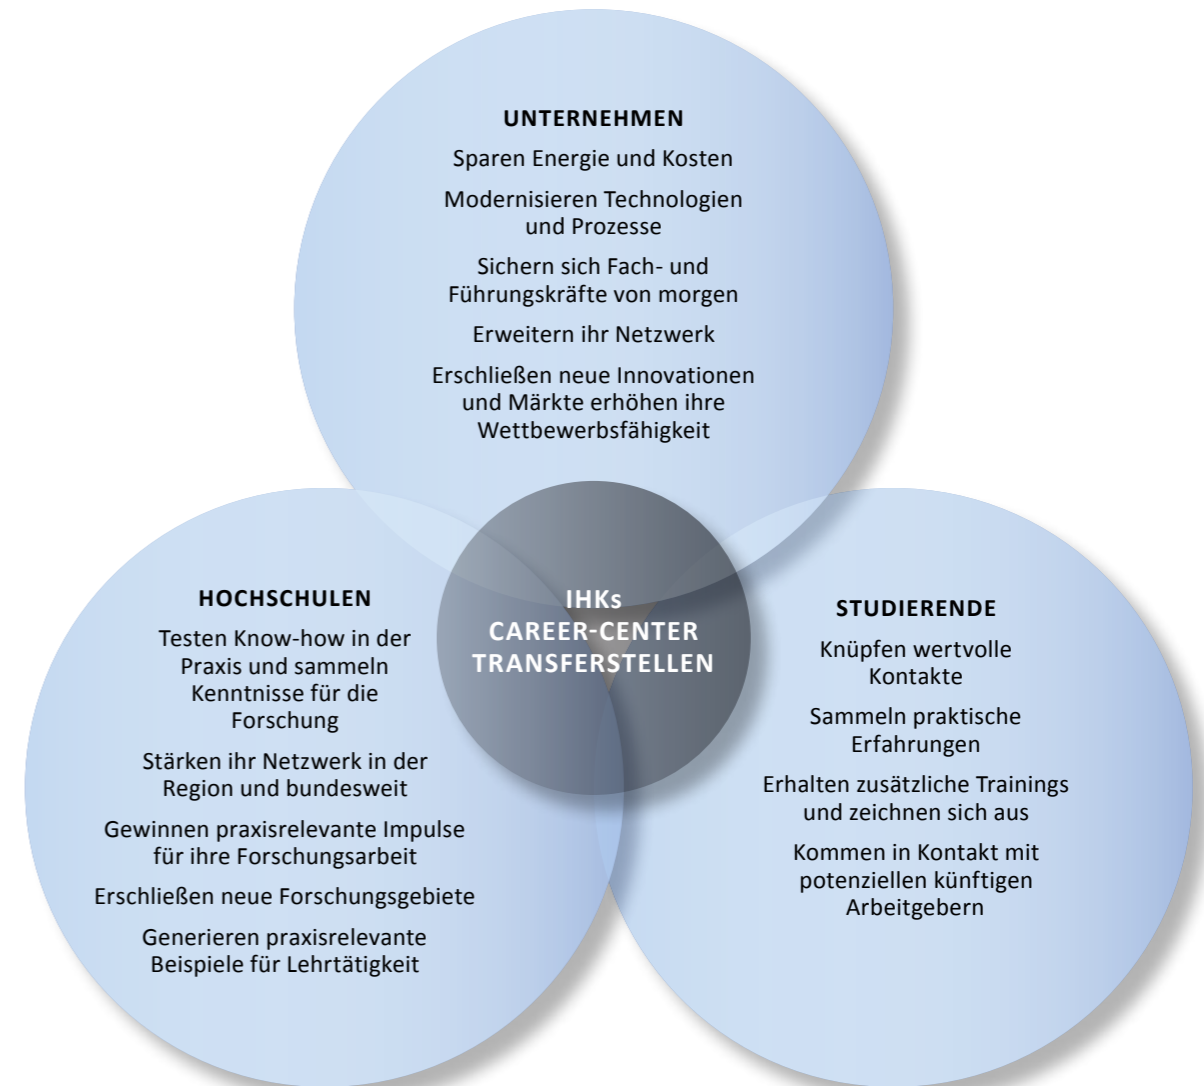 UNTERNEHMEN
Sparen Energie und Kosten
Modernisieren Technologien
und Prozesse
Sichern sich Fach- und
Führungskräfte von morgen
Erweitern ihr Netzwerk
Erschließen neue Innovationen
und Märkte erhöhen ihre
Wettbewerbsfähigkeit
IHKs
CAREER-CENTER
TRANSFERSTELLEN
HOCHSCHULEN
Testen Know-how in der
Praxis und sammeln
Kenntnisse für die
Forschung
Stärken ihr Netzwerk in der
Region und bundesweit
Gewinnen praxisrelevante Impulse
für ihre Forschungsarbeit
Erschließen neue Forschungsgebiete
Generieren praxisrelevante
Beispiele für Lehrtätigkeit
STUDIERENDE
Knüpfen wertvolle
Kontakte
Sammeln praktische
Erfahrungen
Erhalten zusätzliche Trainings
und zeichnen sich aus
Kommen in Kontakt mit
potenziellen künftigen
Arbeitgebern